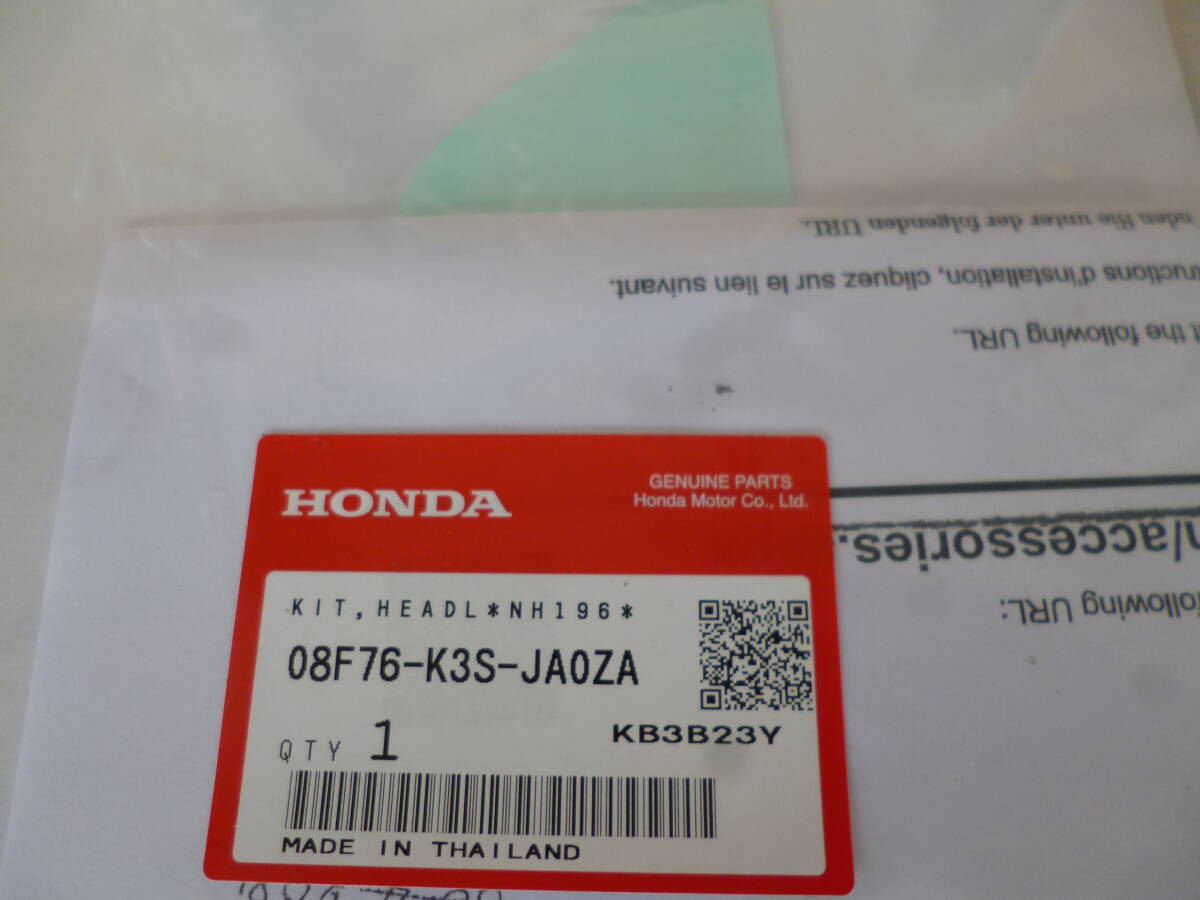 nden Sie unter der folgenden URL.
ructions d'installation, cliquez sur le lien suivant.
t the following URL.
n/accessories.
following URL:
HONDA
GENUINE PARTS
Honda Motor Co., Ltd.
KIT,HEADL*NH196*
08F76-K3S-JA0ZA
QTY 1
KB3B23Y
MADE IN THAILAND